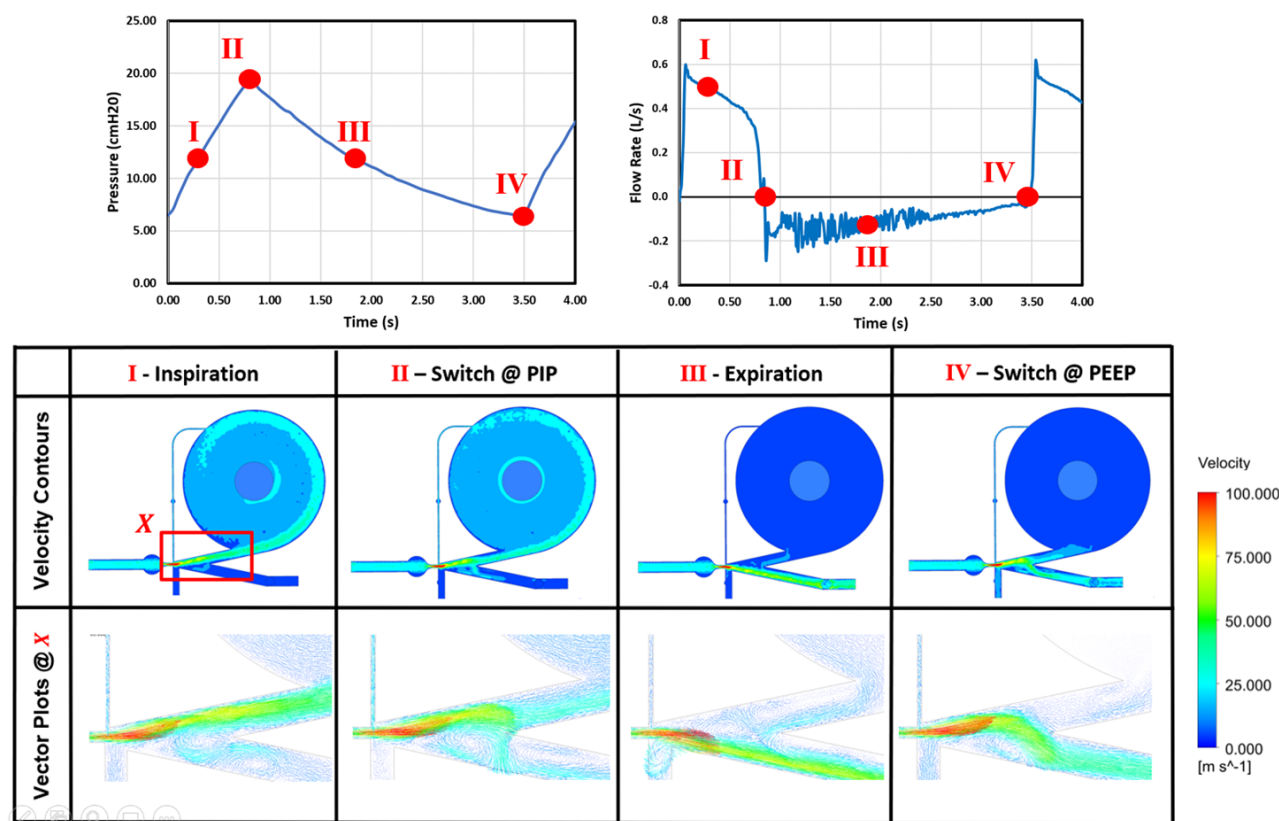 25.00
20.00
15.00
10.00
5.00
0.00
Pressure (cmH20)
I
II
III
IV
0.00 0.50 1.00 1.50 2.00 2.50 3.00 3.50 4.00
Time (s)
0.8
0.6
0.4
0.2
0.0
-0.2
-0.4
Flow Rate (L/s)
I
II
III
IV
0.00 0.50 1.00 1.50 2.00 2.50 3.00 3.50 4.00
Time (s)
I - Inspiration
II – Switch @ PIP
III - Expiration
IV – Switch @ PEEP
Velocity Contours
X
Vector Plots @ X
Velocity
100.000
75.000
50.000
25.000
0.000
[m s^-1]